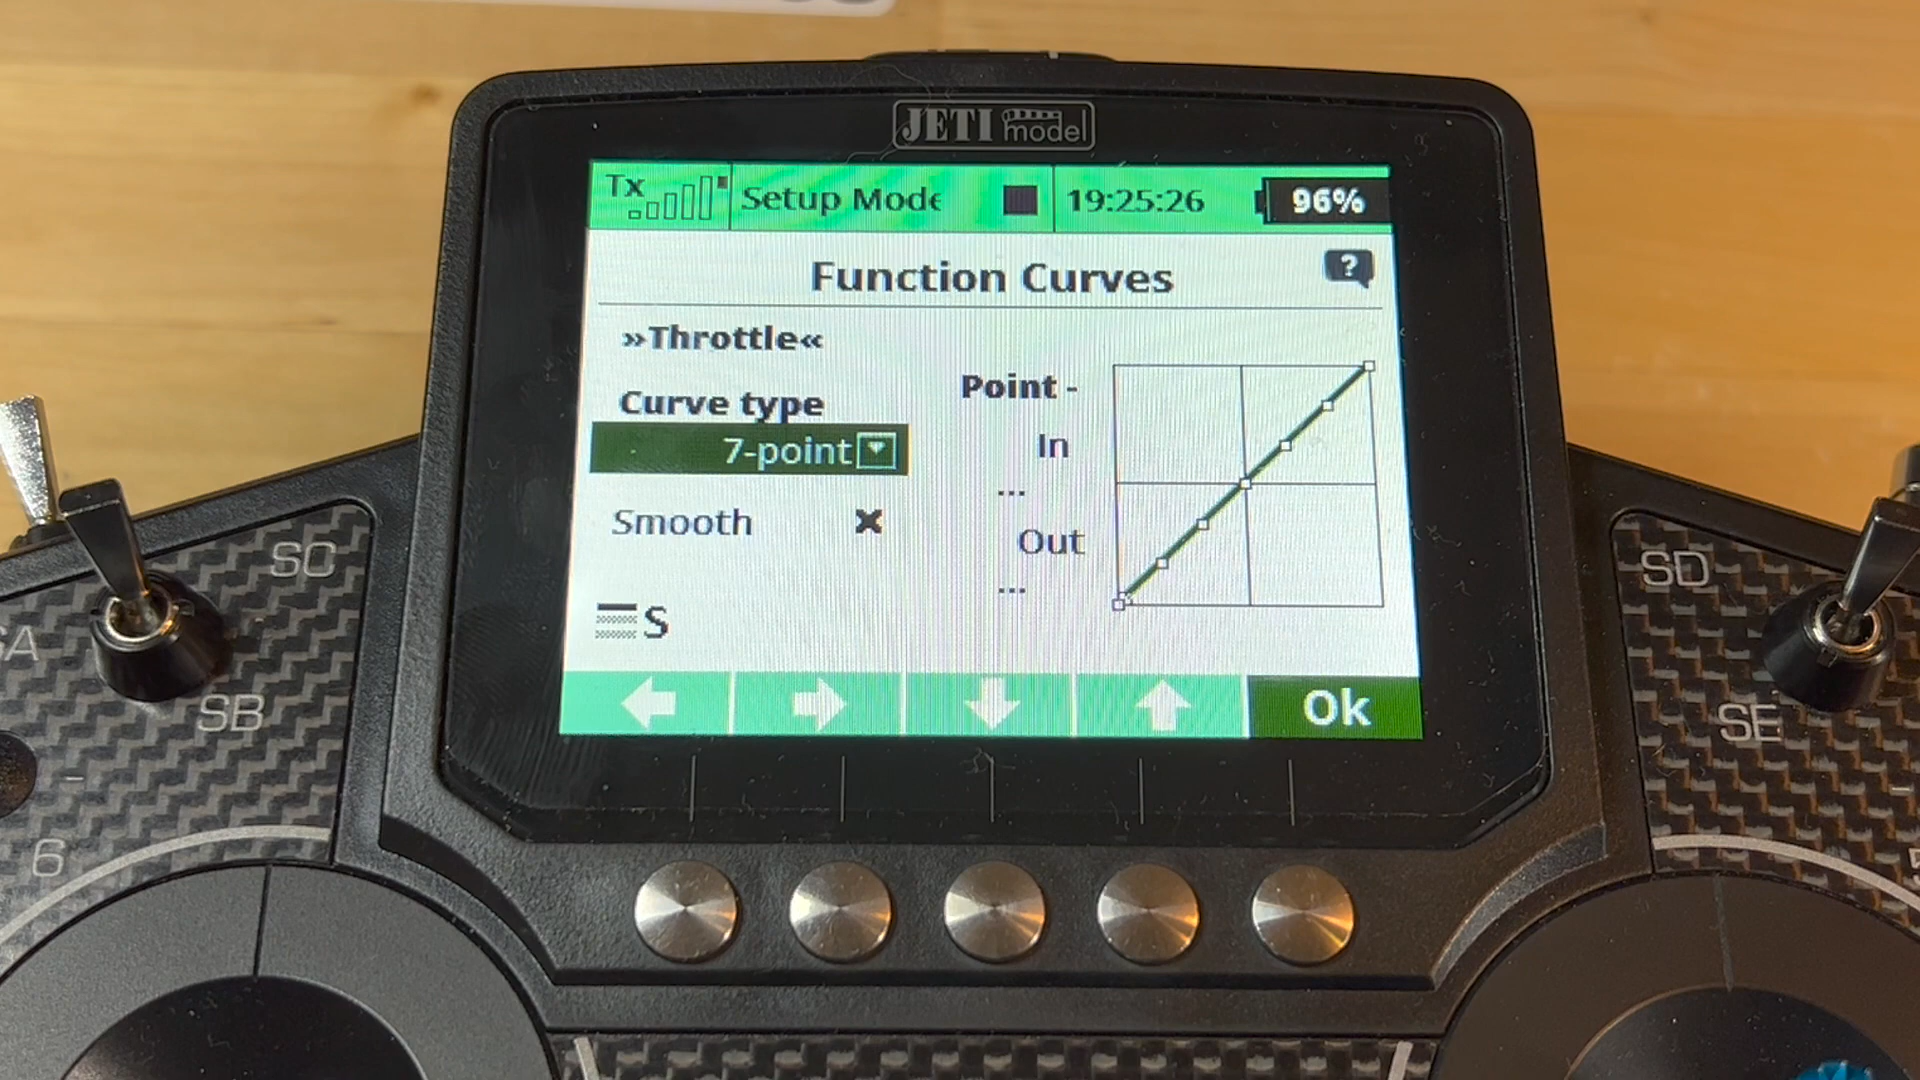 JETI model
Tx Setup Mode 19:25:26 96%
Function Curves ?
»Throttle«
Curve type
7-point
Smooth
Point -
In
...
Out
...
S
Ok
SC
SB
SD
SE
6